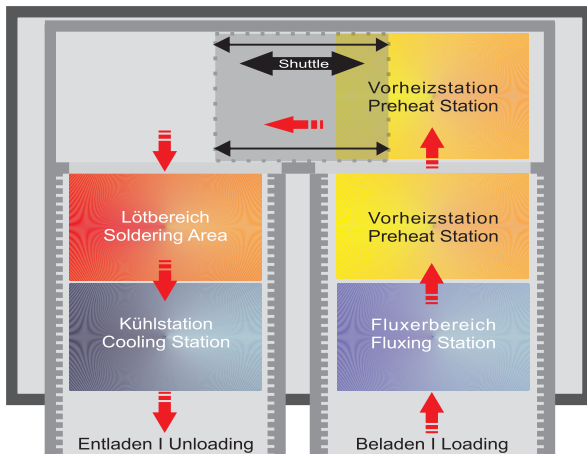 Shuttle
Vorheizstation
Preheat Station
Lötbereich
Soldering Area
Vorheizstation
Preheat Station
Kühlstation
Cooling Station
Fluxerbereich
Fluxing Station
Entladen I Unloading
Beladen I Loading